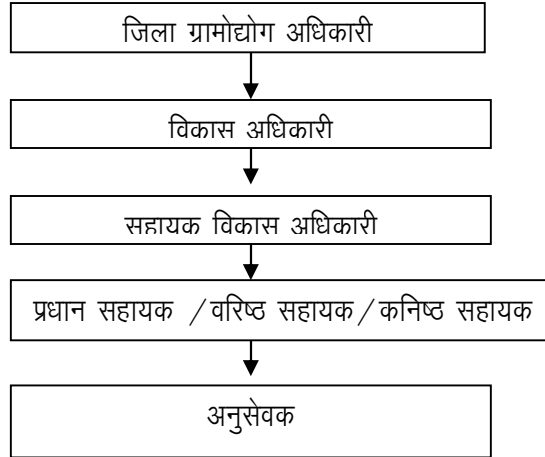 जिला ग्रामोद्योग अधिकारी
विकास अधिकारी
सहायक विकास अधिकारी
प्रधान सहायक / वरिष्ठ सहायक / कनिष्ठ सहायक
अनुसेवक